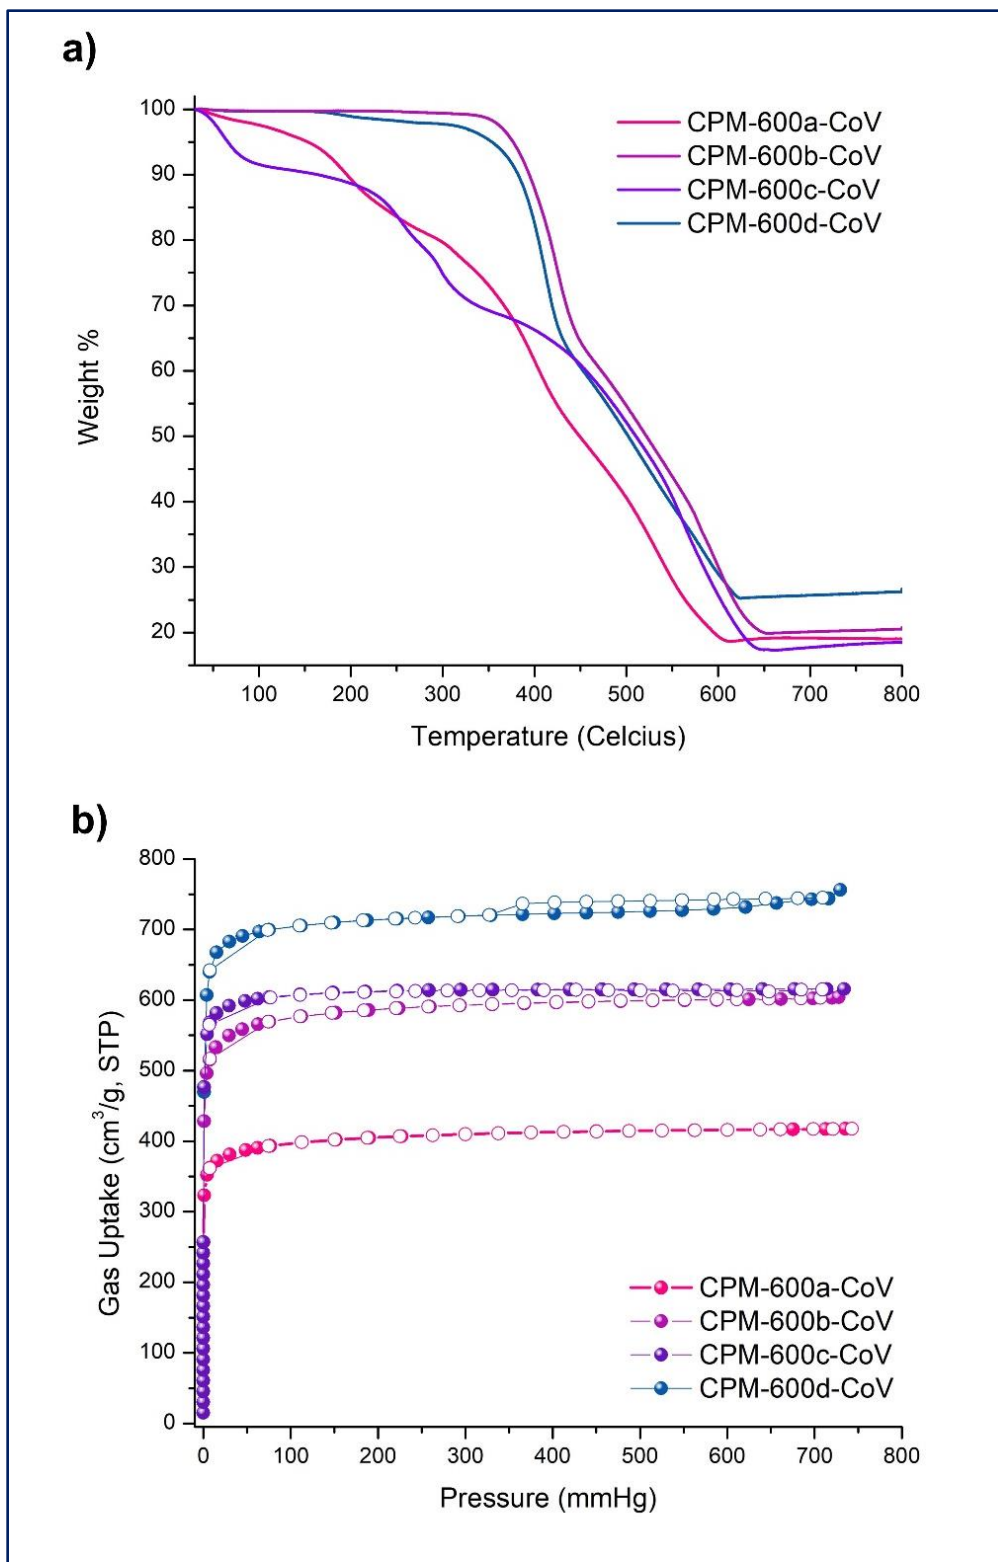 a)
100
90
80
70
60
50
40
30
20
Weight %
CPM-600a-CoV
CPM-600b-CoV
CPM-600c-CoV
CPM-600d-CoV
100 200 300 400 500 600 700 800
Temperature (Celcius)
b)
800
700
600
500
400
300
200
100
0
Gas Uptake (cm³/g, STP)
CPM-600a-CoV
CPM-600b-CoV
CPM-600c-CoV
CPM-600d-CoV
0 100 200 300 400 500 600 700 800
Pressure (mmHg)